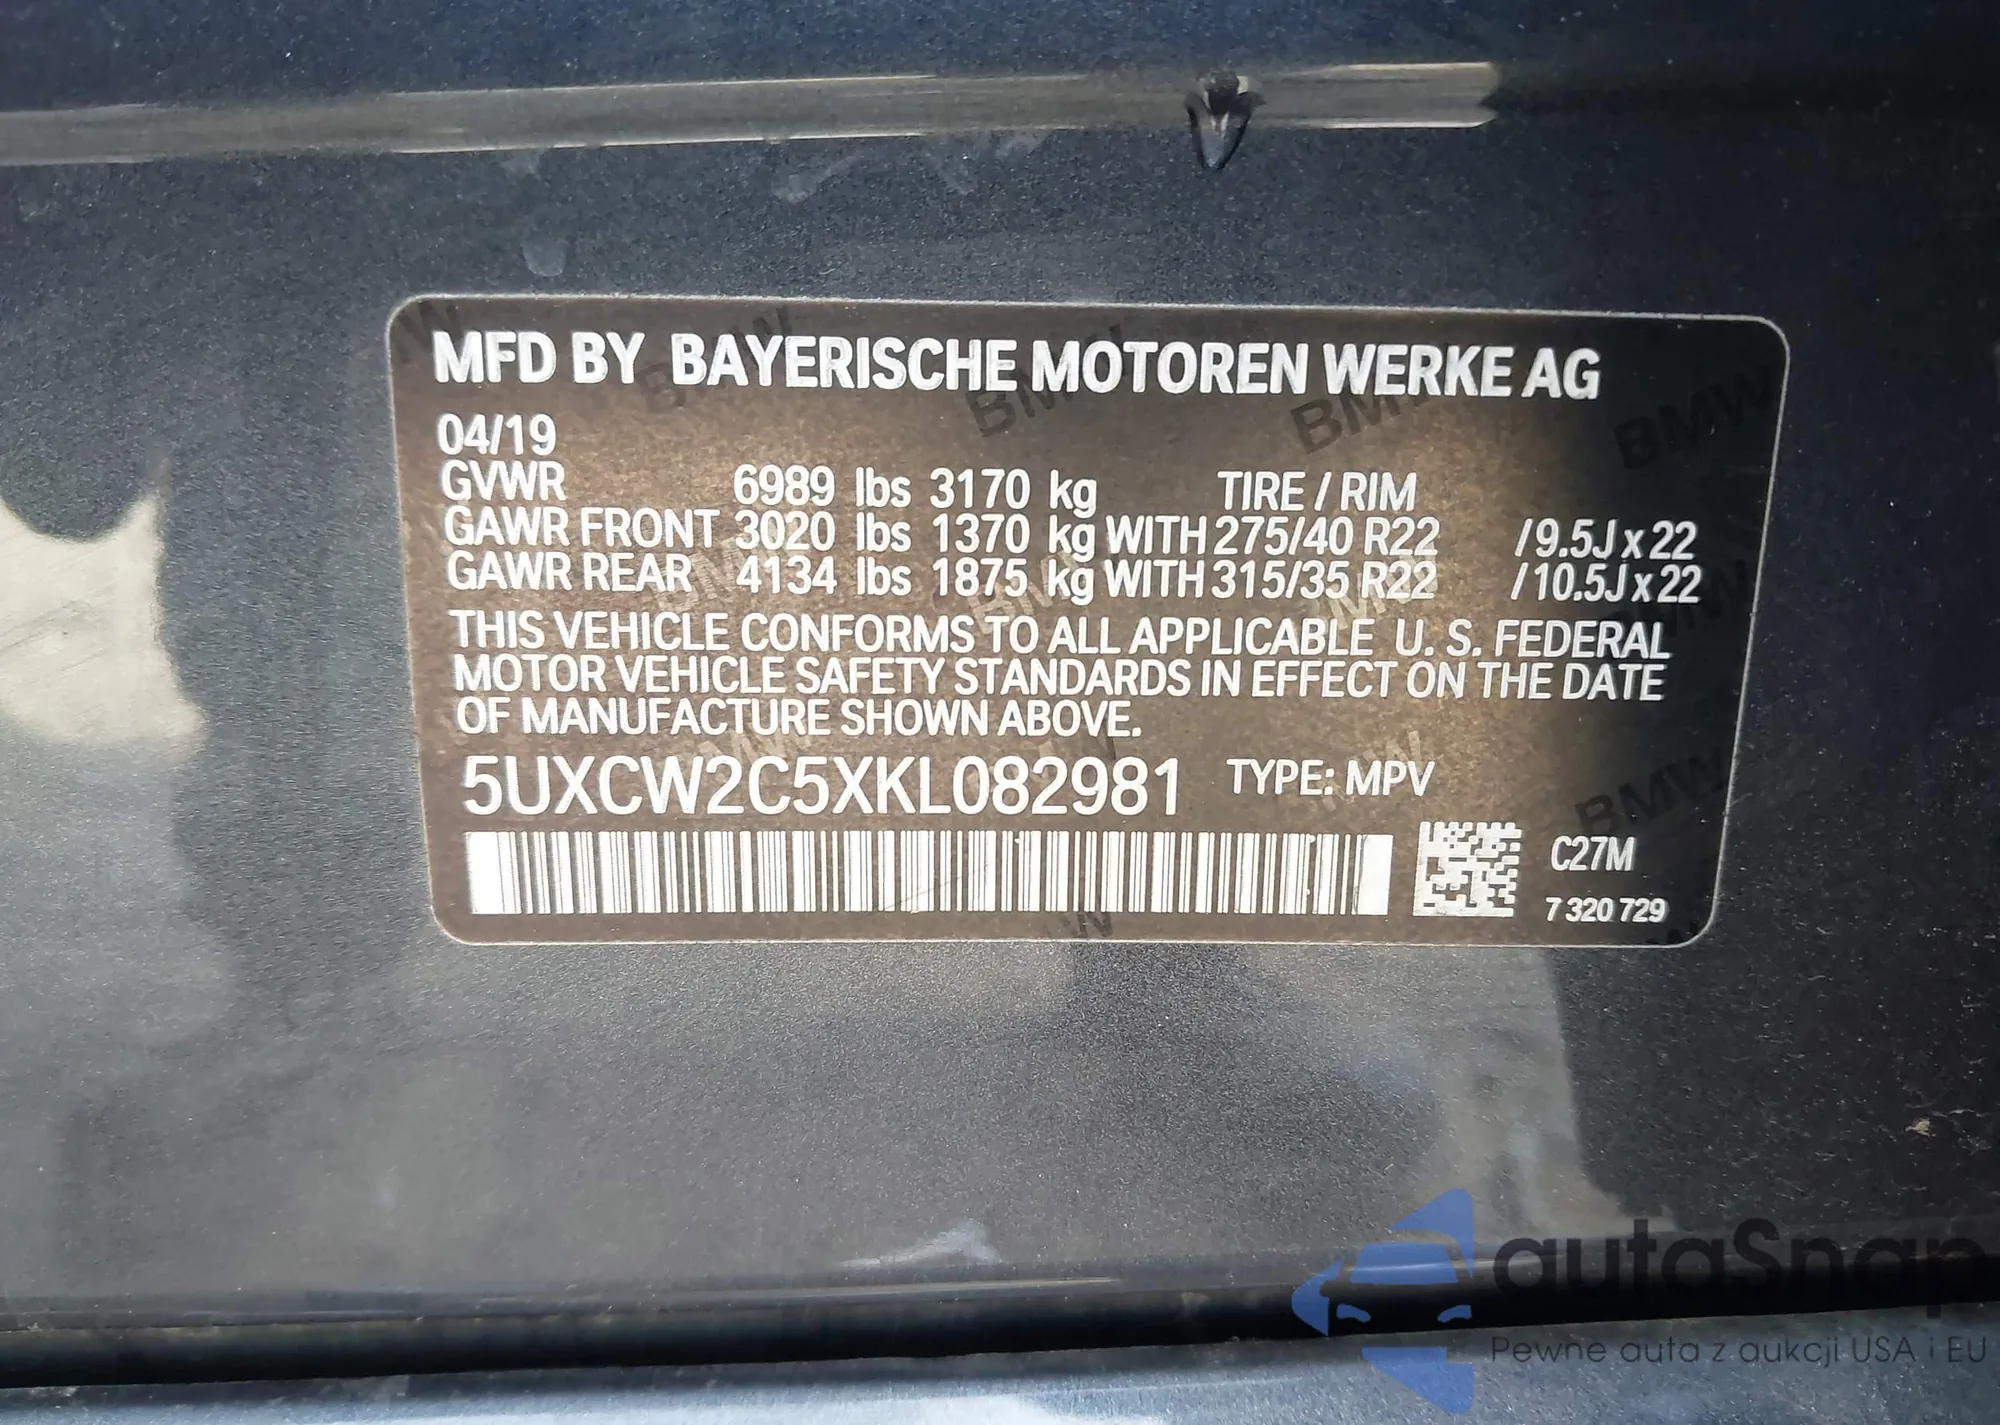 MFD BY BAYERISCHE MOTOREN WERKE AG
04/19
GVWR 6989 lbs 3170 kg TIRE / RIM
GAWR FRONT 3020 lbs 1370 kg WITH 275/40 R22 /9.5J x 22
GAWR REAR 4134 lbs 1875 kg WITH 315/35 R22 /10.5J x 22
THIS VEHICLE CONFORMS TO ALL APPLICABLE U. S. FEDERAL
MOTOR VEHICLE SAFETY STANDARDS IN EFFECT ON THE DATE
OF MANUFACTURE SHOWN ABOVE.
5UXCW2C5XKL082981 TYPE: MPV
C27M
7 320 729
autaSnap
Pewne auta z aukcji USA i EU